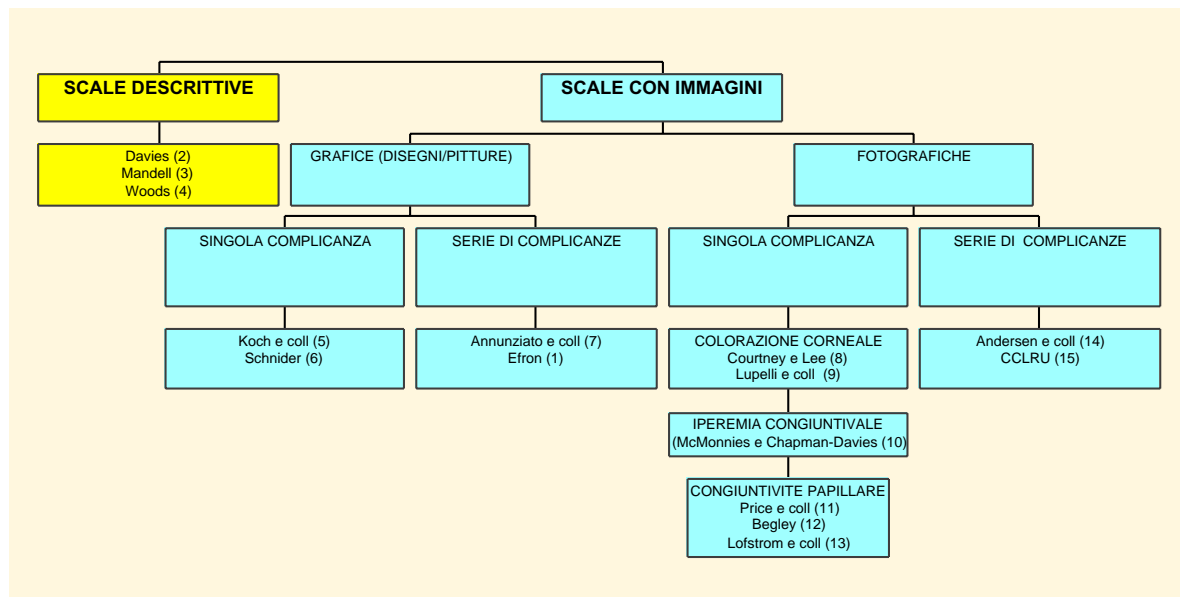 SCALE DESCRITTIVE
SCALE CON IMMAGINI
Davies (2)
Mandell (3)
Woods (4)
GRAFICE (DISEGNI/PITTURE)
FOTOGRAFICHE
SINGOLA COMPLICANZA
SERIE DI COMPLICANZE
SINGOLA COMPLICANZA
SERIE DI COMPLICANZE
Koch e coll (5)
Schnider (6)
Annunziato e coll (7)
Efron (1)
COLORAZIONE CORNEALE
Courtney e Lee (8)
Lupelli e coll (9)
Andersen e coll (14)
CCLRU (15)
IPEREMIA CONGIUNTIVALE
(McMonnies e Chapman-Davies (10)
CONGIUNTIVITE PAPILLARE
Price e coll (11)
Begley (12)
Lofstrom e coll (13)